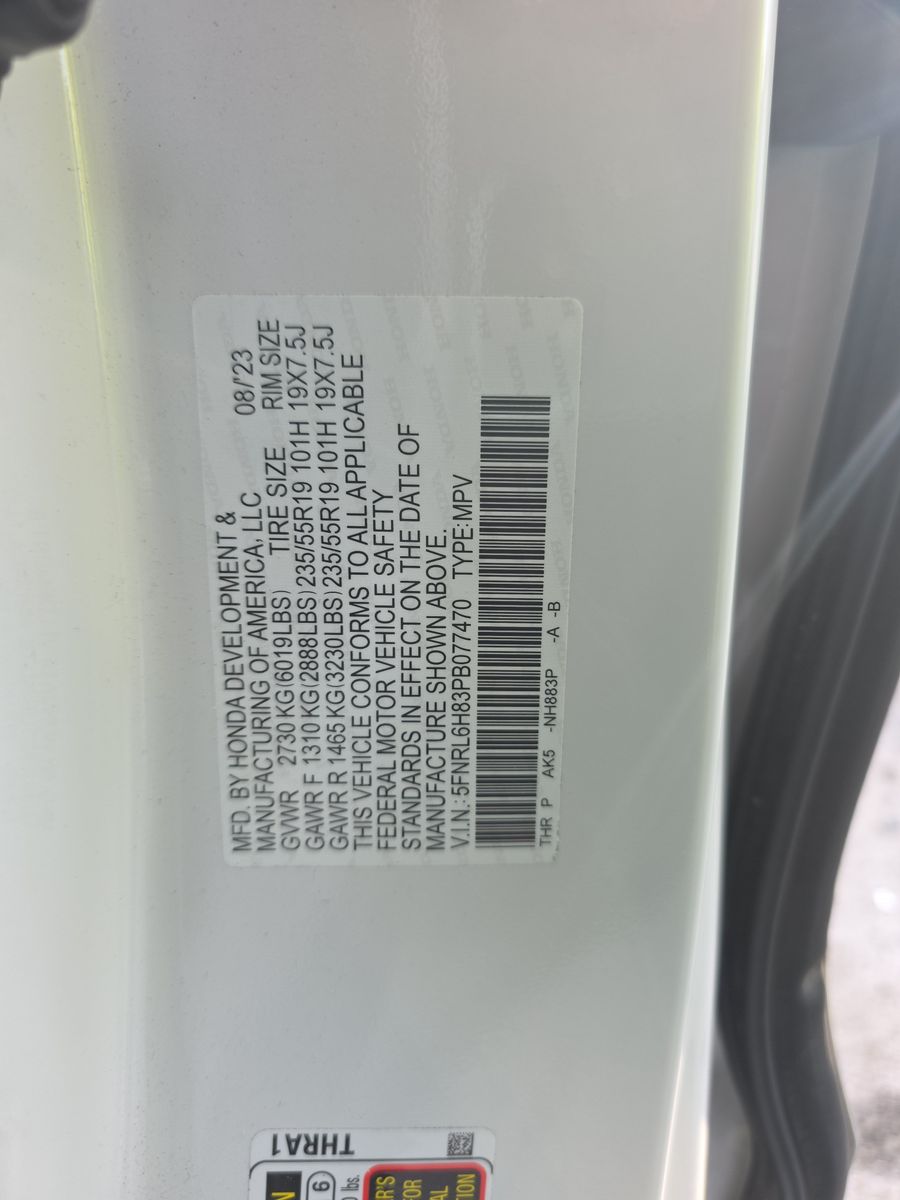 MFD. BY HONDA DEVELOPMENT & 08/'23
MANUFACTURING OF AMERICA, LLC
GVWR 2730 KG(6019LBS) TIRE SIZE RIM SIZE
GAWR F 1310 KG(2888LBS)235/55R19 101H 19X7.5J
GAWR R 1465 KG(3230LBS)235/55R19 101H 19X7.5J
THIS VEHICLE CONFORMS TO ALL APPLICABLE
FEDERAL MOTOR VEHICLE SAFETY
STANDARDS IN EFFECT ON THE DATE OF
MANUFACTURE SHOWN ABOVE.
V.I.N.:5FNRL6H83PB077470 TYPE:MPV
THR P AK5 -NH883P -A -B
THRA1
6
lbs.